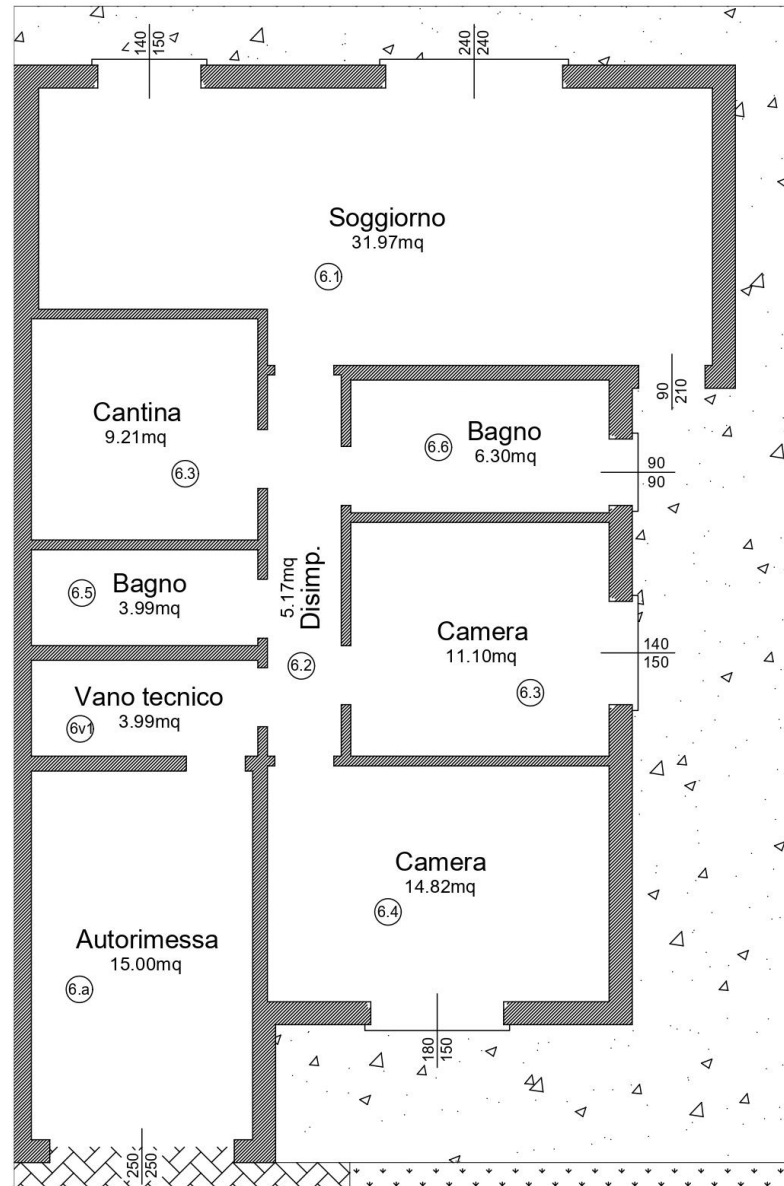 140
150
240
240
Soggiorno
31.97mq
6.1
90
210
Cantina
9.21mq
6.3
Bagno
6.30mq
6.6
90
90
Bagno
3.99mq
6.5
Disimp.
5.17mq
6.2
Camera
11.10mq
6.3
140
150
Vano tecnico
3.99mq
6v1
Camera
14.82mq
6.4
Autorimessa
15.00mq
6.a
180
150
250
250